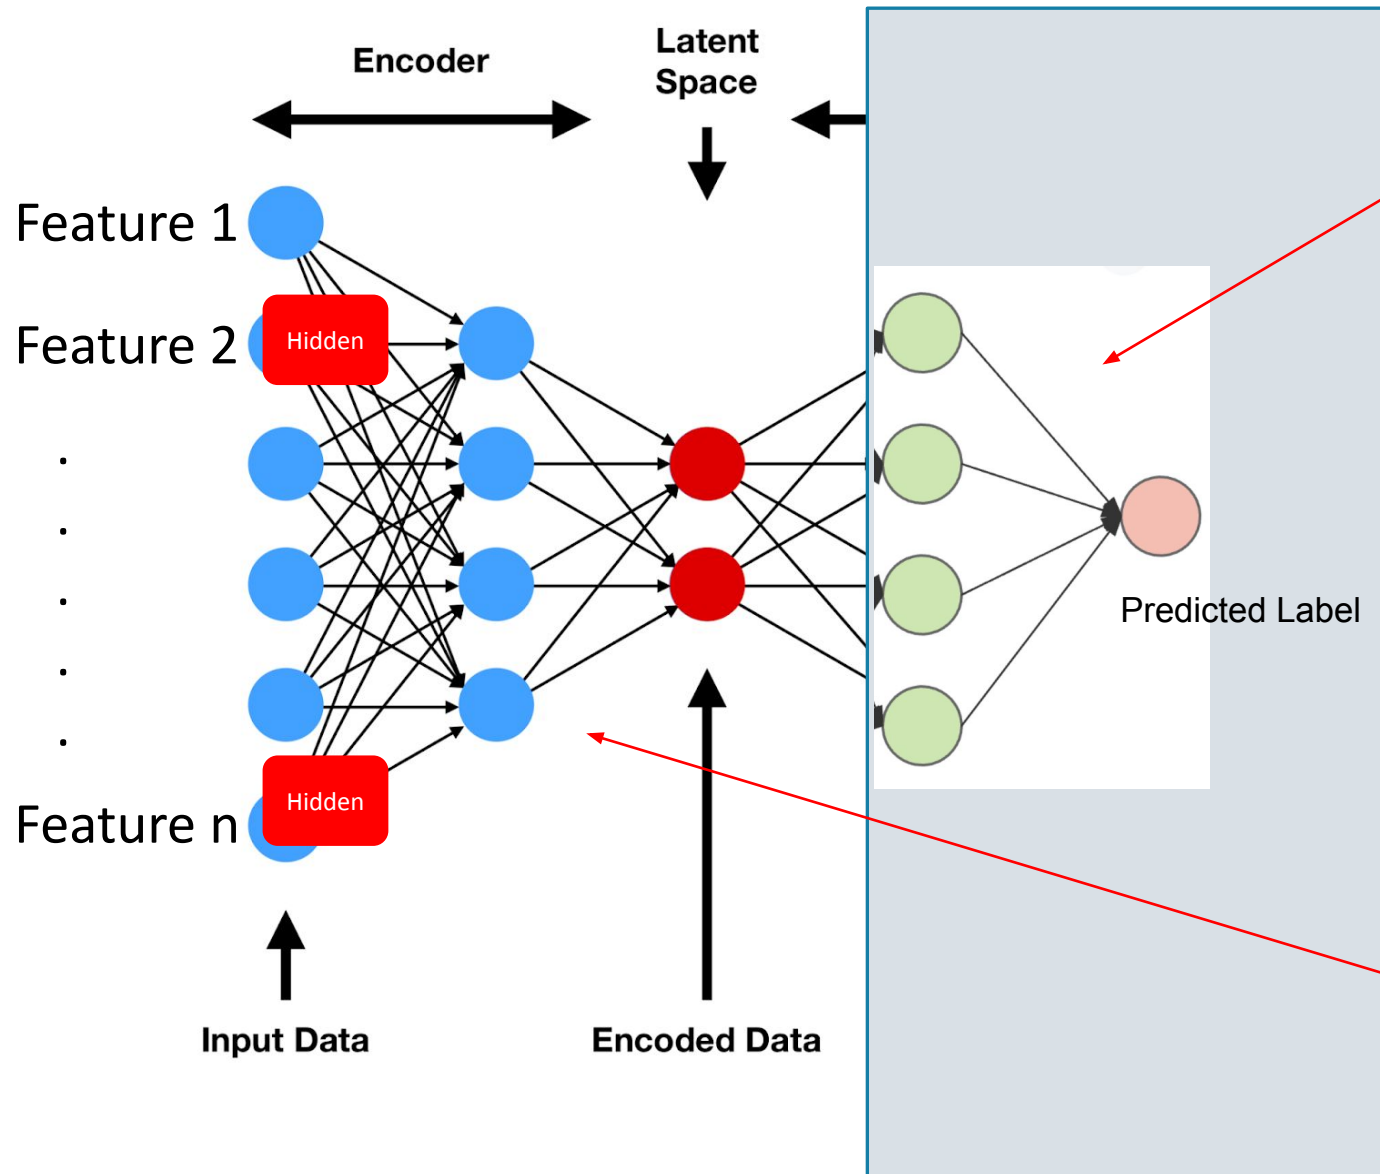 Encoder
Latent
Space
Feature 1
Feature 2
Hidden
.
.
.
.
.
Hidden
Feature n
Predicted Label
Input Data
Encoded Data